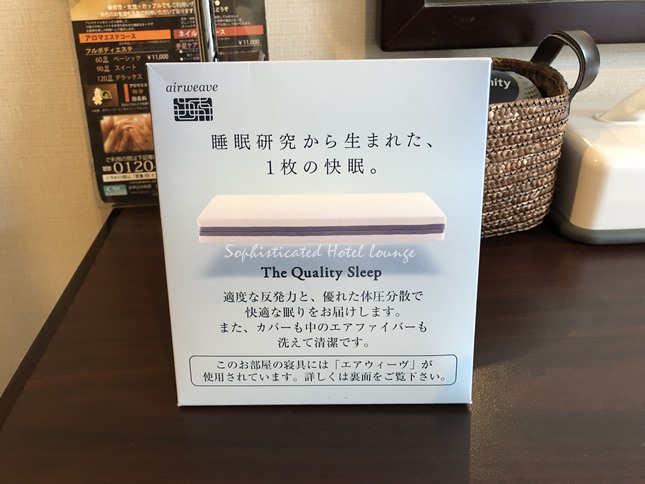 アロマエステコース
フルボディエステ ¥11,000
60分 ベーシック
90分 スイート
120分 デラックス
¥11,000
0120
nity
airweave
睡眠研究から生まれた、
1枚の快眠。
Sophisticated Hotel lounge
The Quality Sleep
適度な反発力と、優れた体圧分散で
快適な眠りをお届けします。
また、カバーも中のエアファイバーも
洗えて清潔です。
このお部屋の寝具には「エアウィーヴ」が
使用されています。詳しくは裏面をご覧下さい。